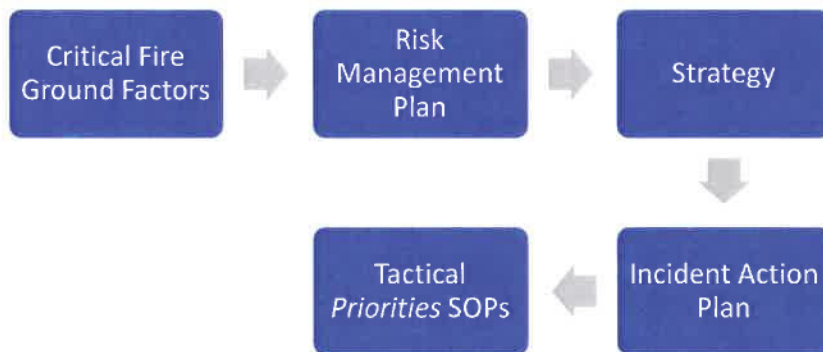 Critical Fire
Ground Factors
Risk
Management
Plan
Strategy
Incident Action
Plan
Tactical
Priorities SOPs